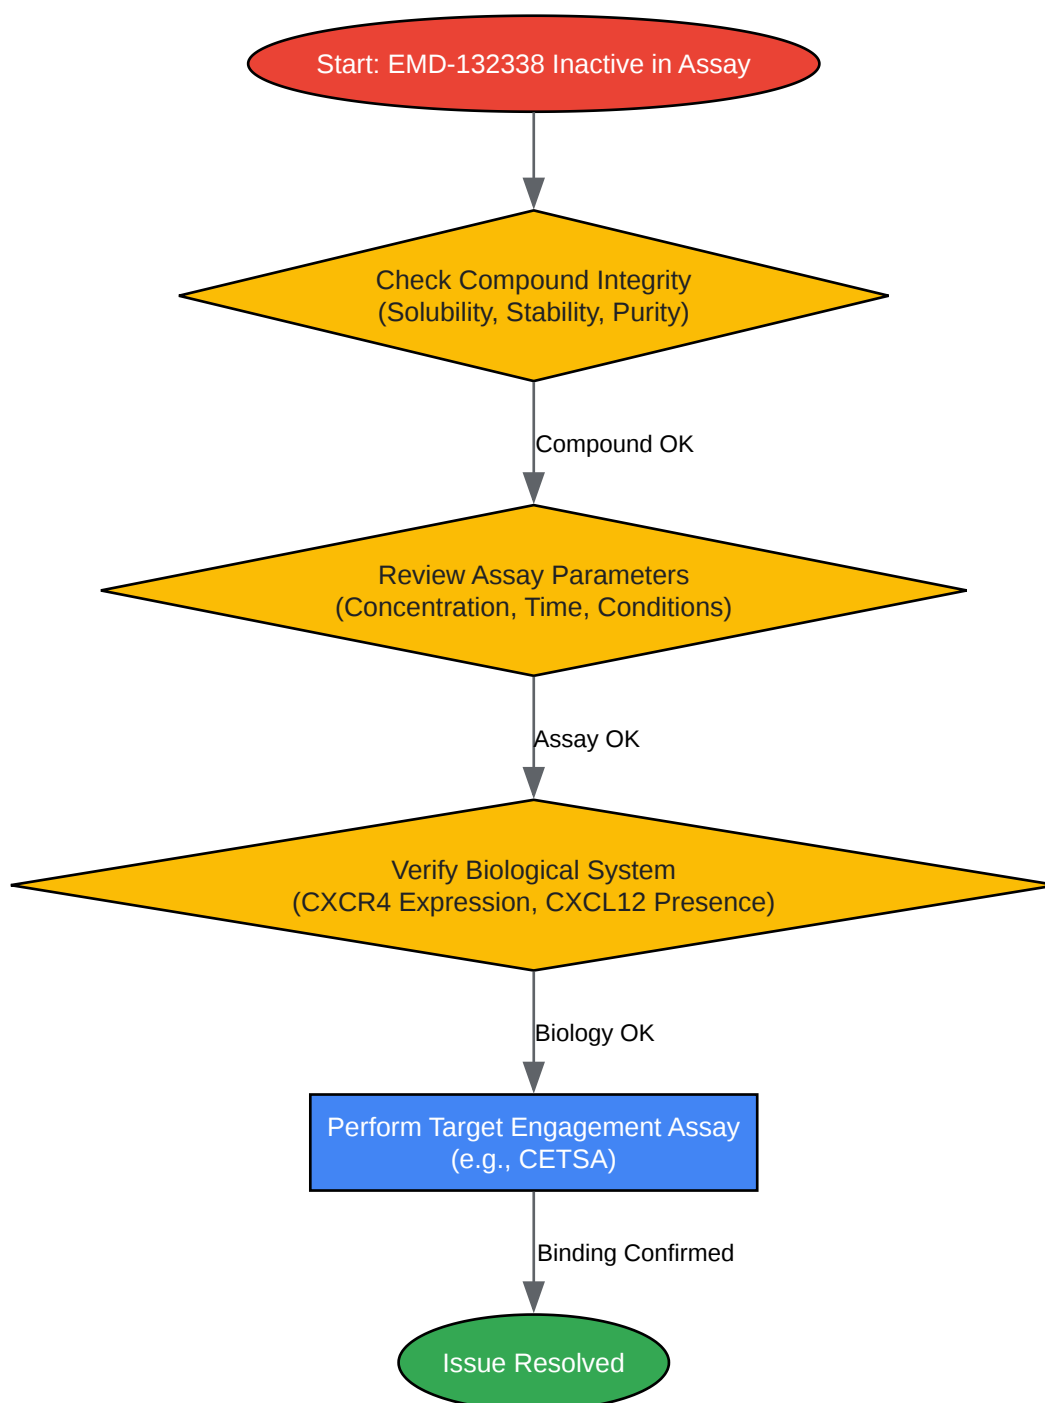 Start: EMD-132338 Inactive in Assay
Check Compound Integrity
(Solubility, Stability, Purity)
Compound OK
Review Assay Parameters
(Concentration, Time, Conditions)
Assay OK
Verify Biological System
(CXCR4 Expression, CXCL12 Presence)
Biology OK
Perform Target Engagement Assay
(e.g., CETSA)
Binding Confirmed
Issue Resolved